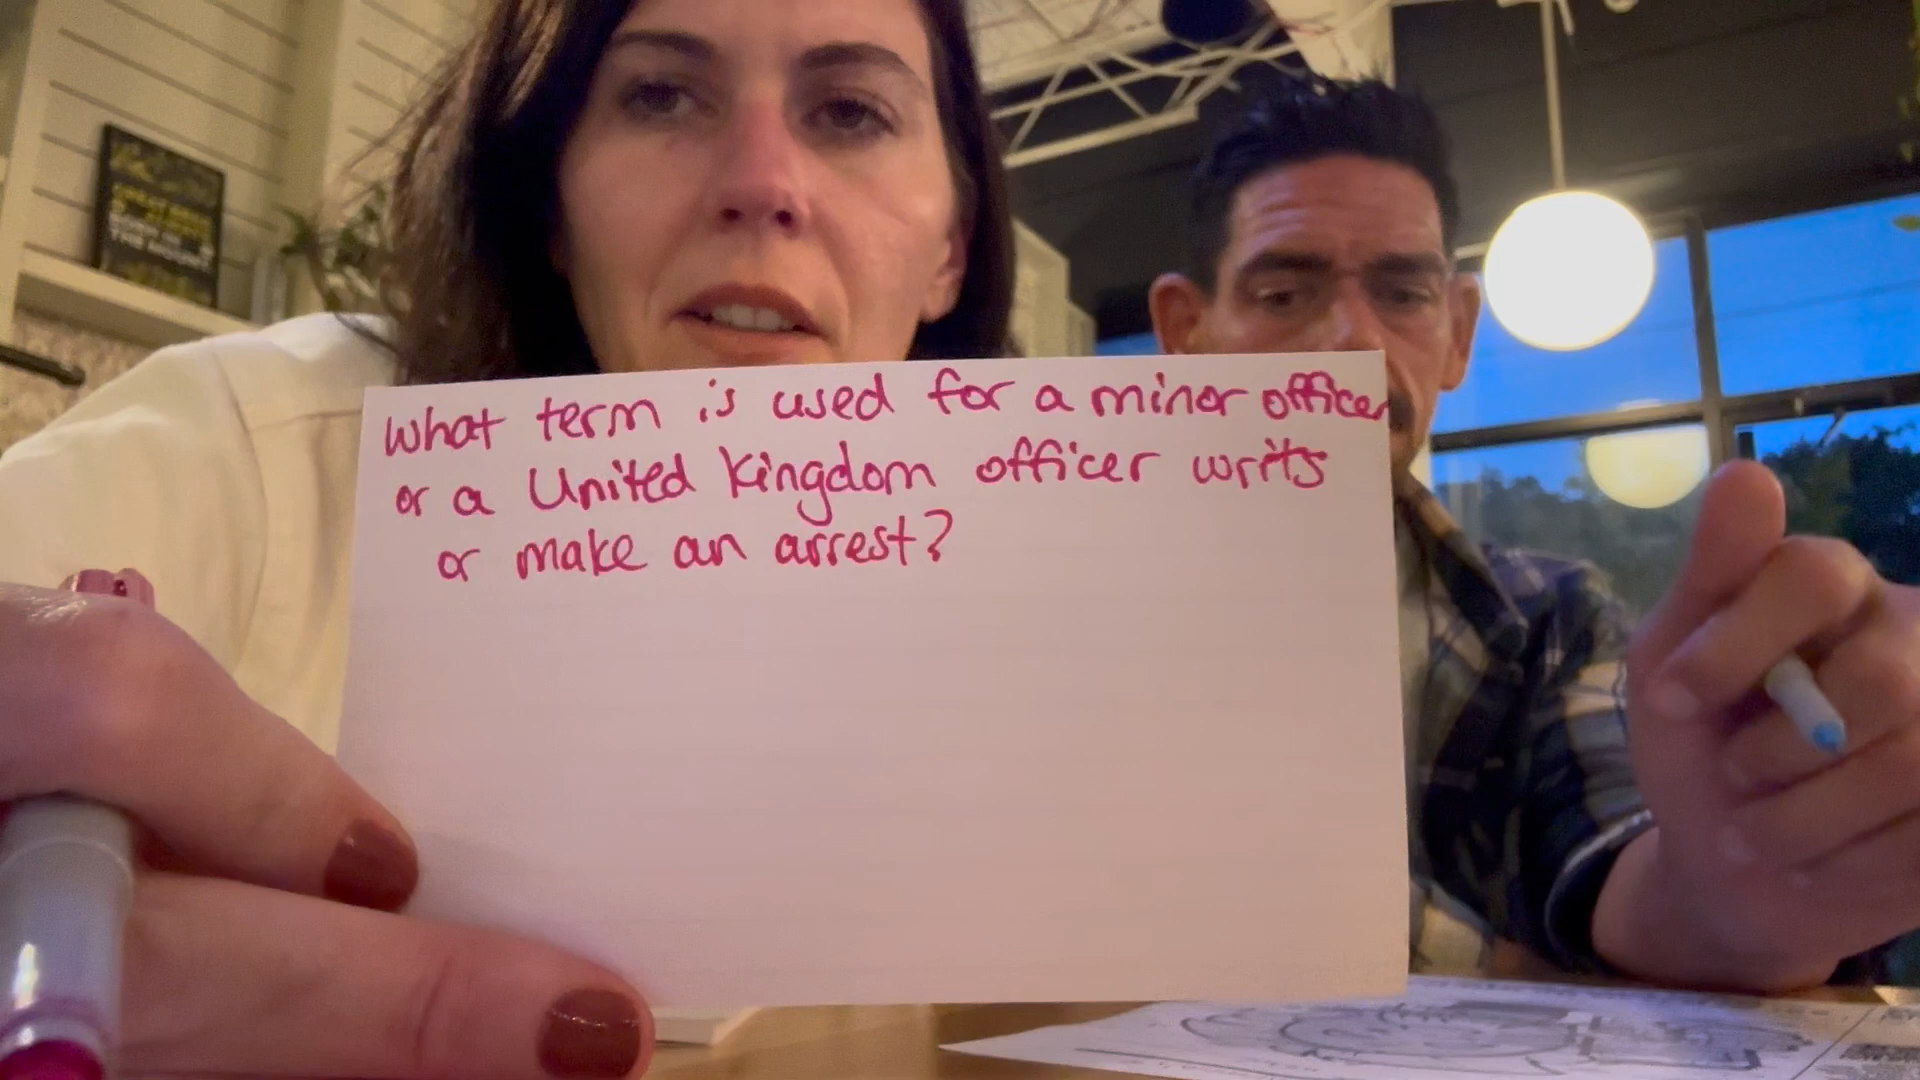 What term is used for a minor officer
or a United Kingdom officer writs
or make an arrest?